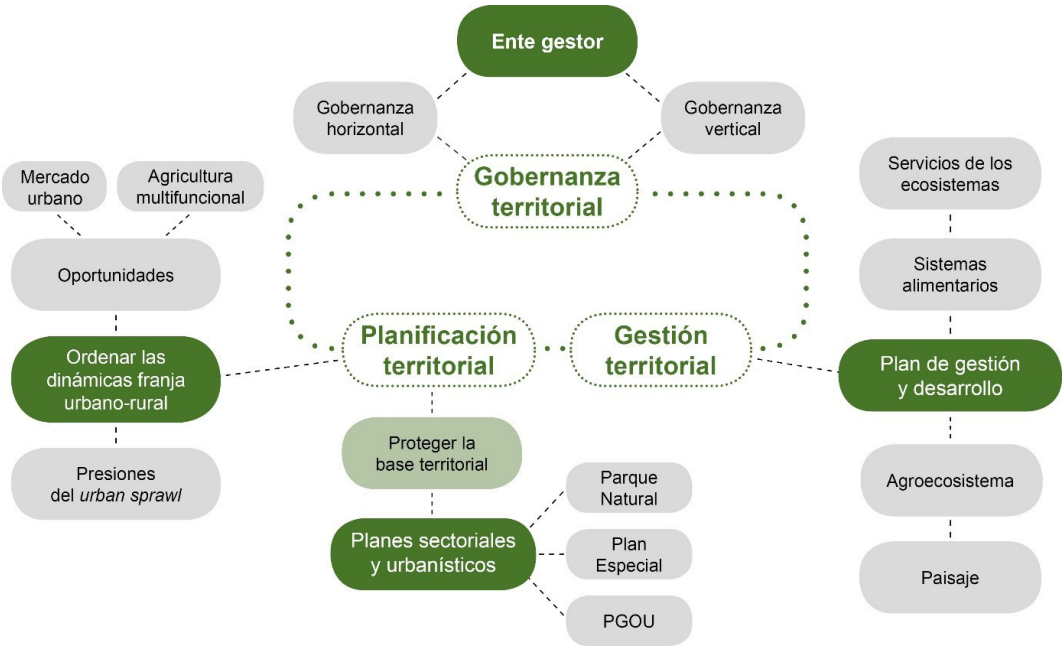 Ente gestor
Gobernanza
horizontal
Gobernanza
vertical
Gobernanza
territorial
Mercado
urbano
Agricultura
multifuncional
Oportunidades
Ordenar las
dinámicas franja
urbano-rural
Presiones
del urban sprawl
Planificación
territorial
Gestión
territorial
Proteger la
base territorial
Planes sectoriales
y urbanísticos
Parque
Natural
Plan
Especial
PGOU
Servicios de los
ecosistemas
Sistemas
alimentarios
Plan de gestión
y desarrollo
Agroecosistema
Paisaje